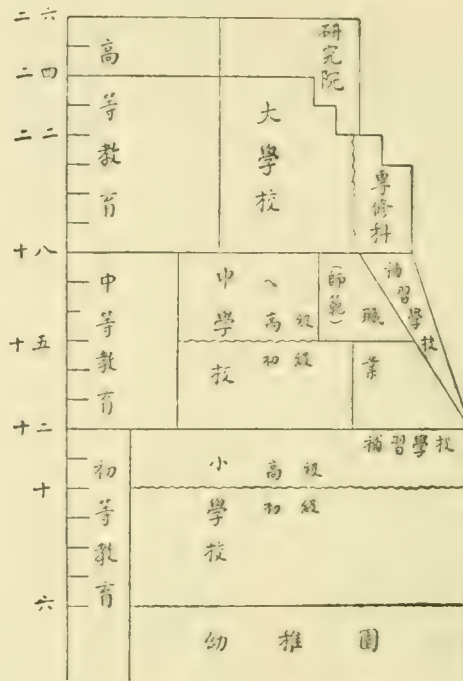 二六
二四
二二
十八
十五
十二
十
六
高等教育
中等教育
初等教育
研究院
大學校
專修科
中學校
(高級
初級
(師範)
職業
補習學校
補習學校
小學校
高級
初級
幼稚園